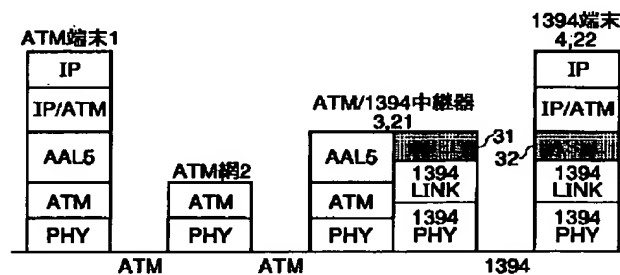 ATM端末1
IP
IP/ATM
AAL5
ATM
PHY
ATM網2
ATM
PHY
ATM/1394中継器
3,21
AAL5
ATM
PHY
31
1394
LINK
1394
PHY
1394端末
4,22
IP
IP/ATM
32
1394
LINK
1394
PHY
ATM
ATM
1394